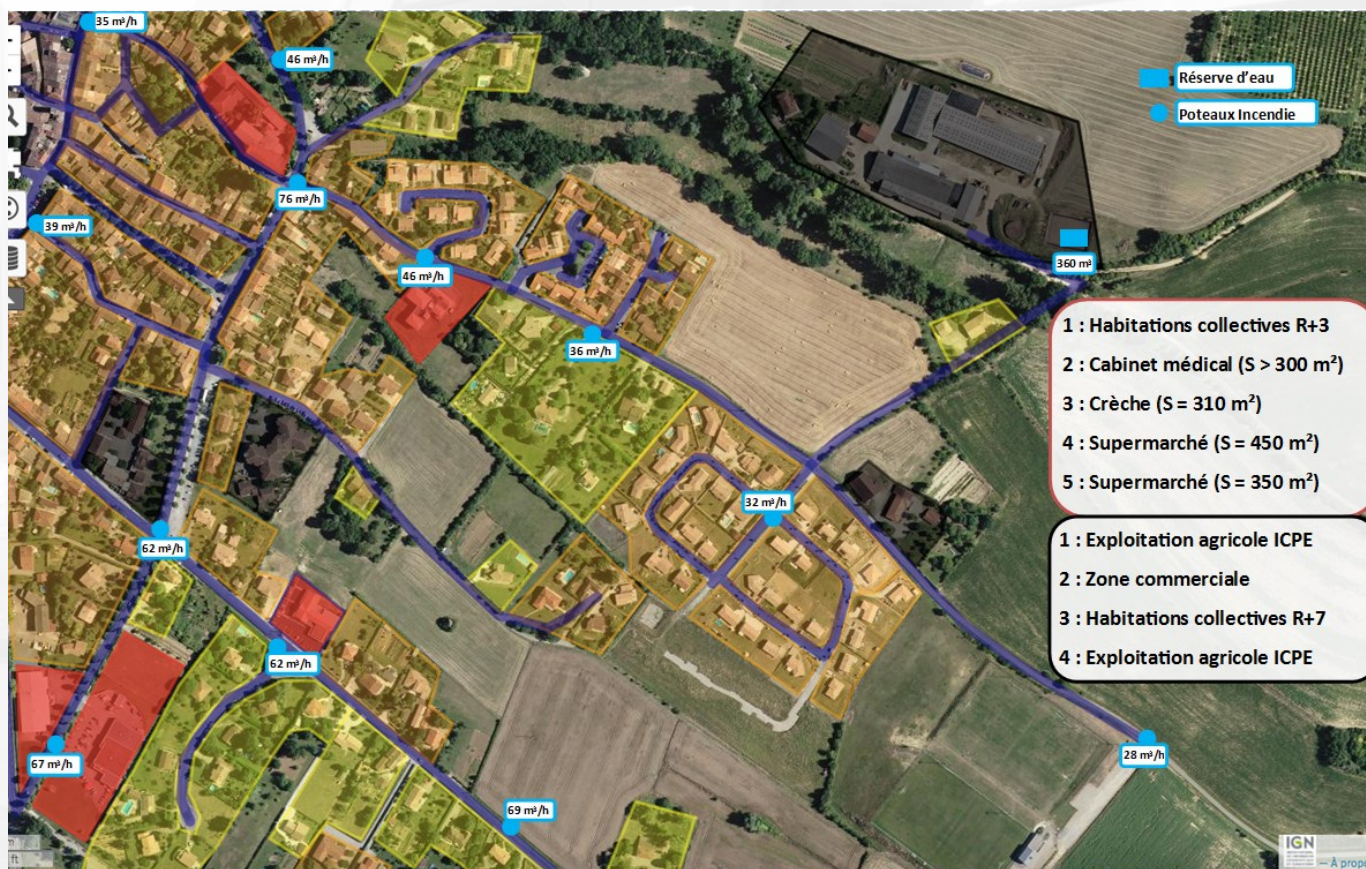 35 m³/h
46 m³/h
Réserve d'eau
Poteaux Incendie
76 m³/h
39 m³/h
46 m³/h
360 m³
36 m³/h
1 : Habitations collectives R+3
2 : Cabinet médical (S > 300 m²)
3 : Crèche (S = 310 m²)
4 : Supermarché (S = 450 m²)
5 : Supermarché (S = 350 m²)
32 m³/h
62 m³/h
1 : Exploitation agricole ICPE
2 : Zone commerciale
3 : Habitations collectives R+7
4 : Exploitation agricole ICPE
62 m³/h
67 m³/h
28 m³/h
69 m³/h
m
ft
IGN
— À propo